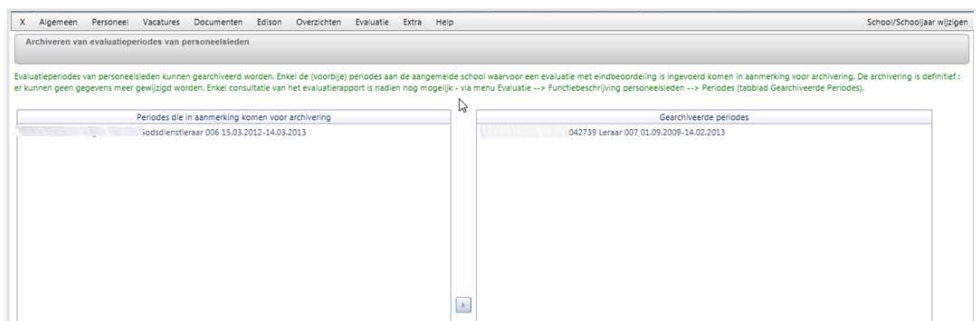 X Algemeen Personeel Vacatures Documenten Edison Overzichten Evaluatie Extra Help School/Schooljaar wijzigen
Archiveren van evaluatieperiodes van personeelsleden
Evaluatieperiodes van personeelsleden kunnen gearchiveerd worden. Enkel de (voorbije) periodes aan de aangemelde school waarvoor een evaluatie met eindbeoordeling is ingevoerd komen in aanmerking voor archivering. De archivering is definitief :
er kunnen geen gegevens meer gewijzigd worden. Enkel consultatie van het evaluatierapport is nadien nog mogelijk - via menu Evaluatie --> Functiebeschrijving personeelsleden --> Periodes (tabblad Gearchiveerde Periodes).
Periodes die in aanmerking komen voor archivering
Gearchiveerde periodes
iodsdienstleraar 006 15.03.2012-14.03.2013
042739 Leraar 007 01.09.2009-14.02.2013